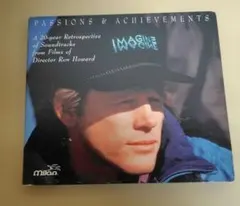 PASSIONS & ACHIEVEMENTS
A 20-year Retrospective
of Soundtracks
from Films of
Director Ron Howard
IMAGINE
milan